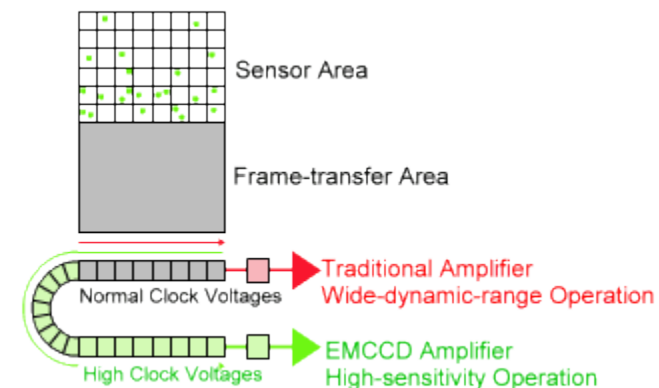 Sensor Area
Frame-transfer Area
Traditional Amplifier
Wide-dynamic-range Operation
Normal Clock Voltages
EMCCD Amplifier
High-sensitivity Operation
High Clock Voltages